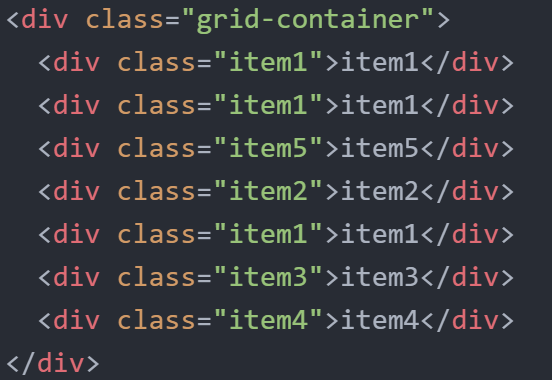 <div class="grid-container">
  <div class="item1">item1</div>
  <div class="item1">item1</div>
  <div class="item5">item5</div>
  <div class="item2">item2</div>
  <div class="item1">item1</div>
  <div class="item3">item3</div>
  <div class="item4">item4</div>
</div>